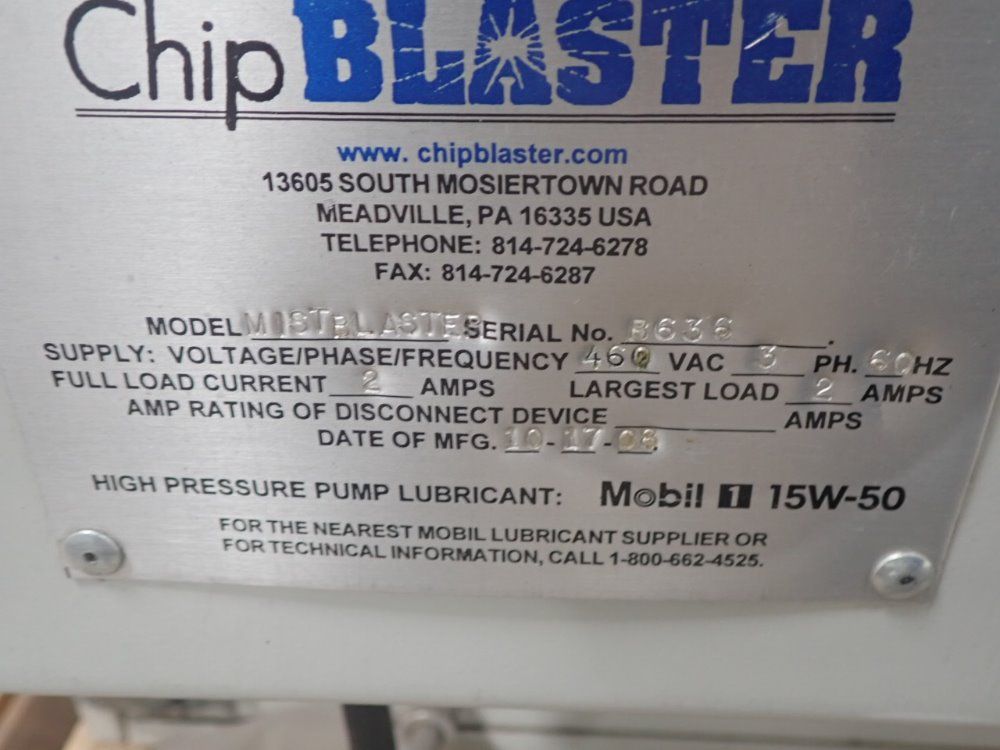 Chip BLASTER
www. chipblaster.com
13605 SOUTH MOSIERTOWN ROAD
MEADVILLE, PA 16335 USA
TELEPHONE: 814-724-6278
FAX: 814-724-6287
MODEL MISTBLASTER SERIAL No. B636 .
SUPPLY: VOLTAGE/PHASE/FREQUENCY 460 VAC 3 PH. 60 HZ
FULL LOAD CURRENT 2 AMPS LARGEST LOAD 2 AMPS
AMP RATING OF DISCONNECT DEVICE AMPS
DATE OF MFG. 10-17-08.
HIGH PRESSURE PUMP LUBRICANT: Mobil 1 15W-50
FOR THE NEAREST MOBIL LUBRICANT SUPPLIER OR
FOR TECHNICAL INFORMATION, CALL 1-800-662-4525.